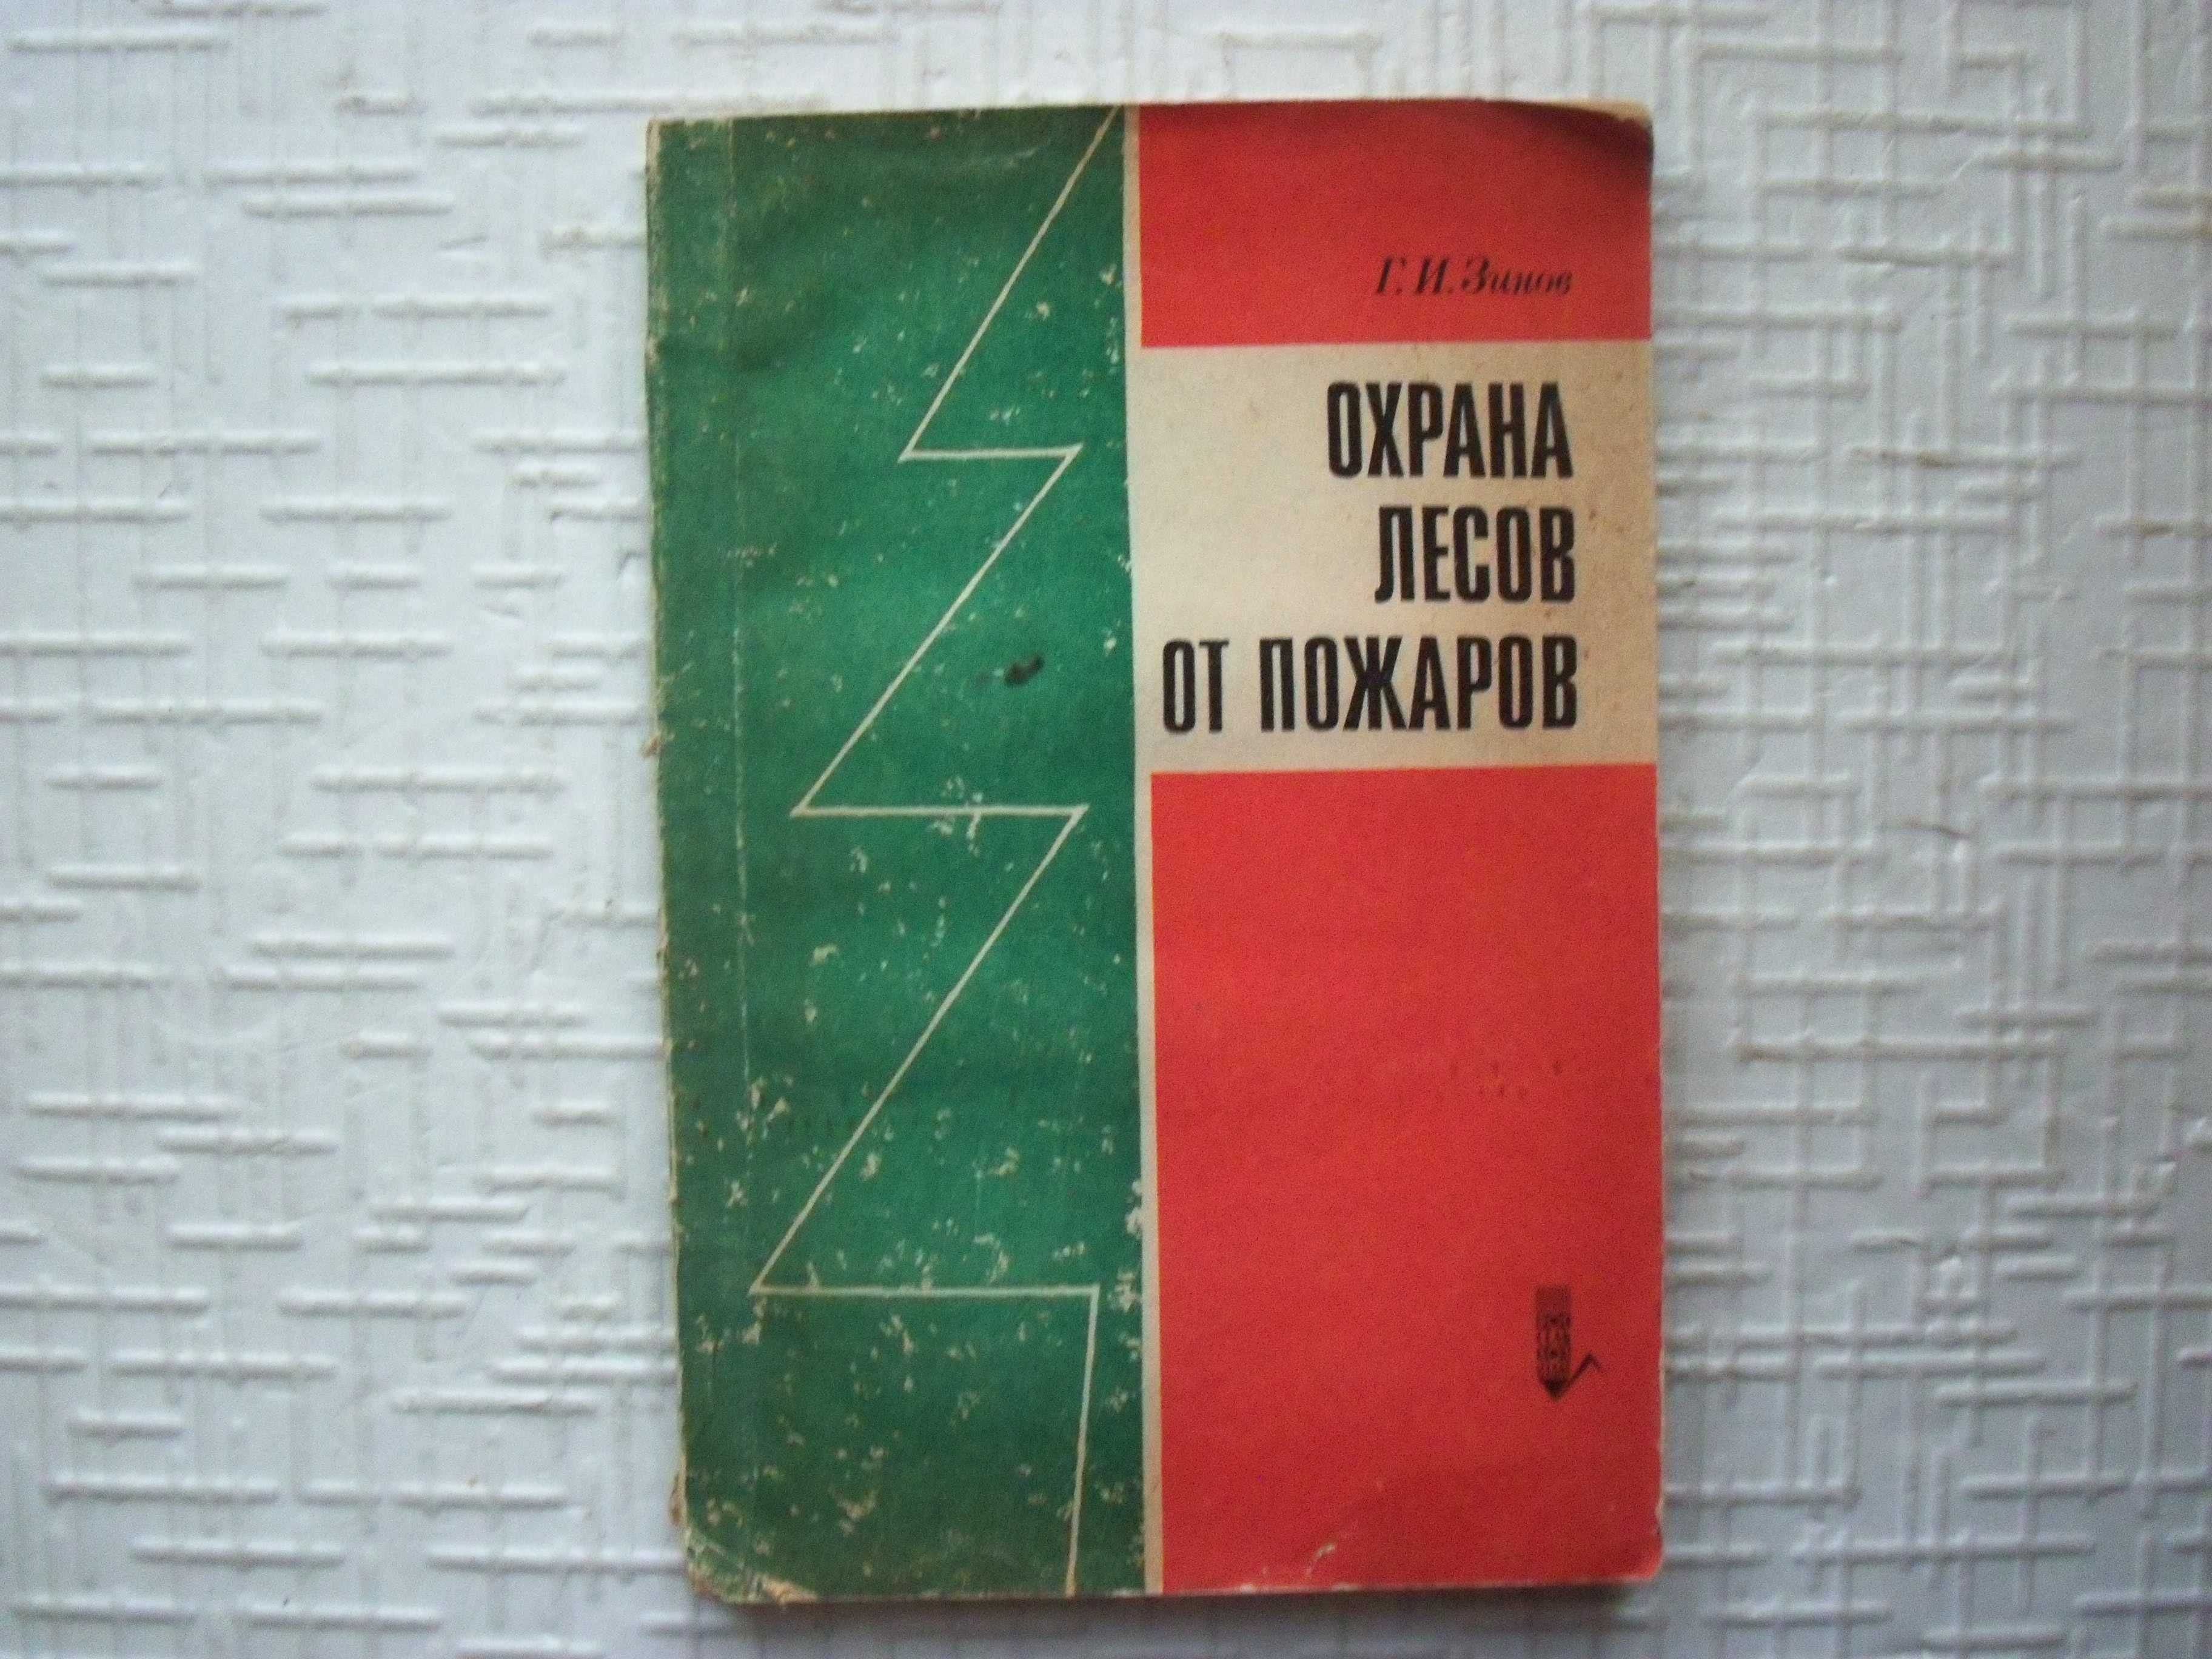 Г. И. Зинов
ОХРАНА
ЛЕСОВ
ОТ ПОЖАРОВ